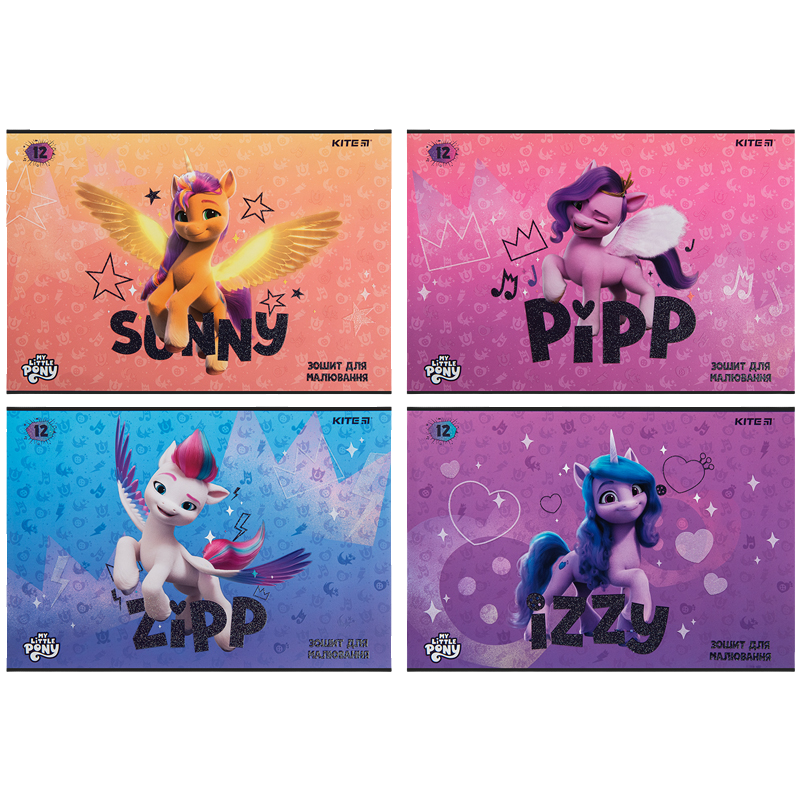 12
KITE
SUNNY
MY
LITTLE
PONY
ЗОШИТ ДЛЯ
МАЛЮВАННЯ
12
KITE
PiPP
MY
LITTLE
PONY
ЗОШИТ ДЛЯ
МАЛЮВАННЯ
12
KITE
ZiPP
MY
LITTLE
PONY
ЗОШИТ ДЛЯ
МАЛЮВАННЯ
12
KITE
iZZY
MY
LITTLE
PONY
ЗОШИТ ДЛЯ
МАЛЮВАННЯ